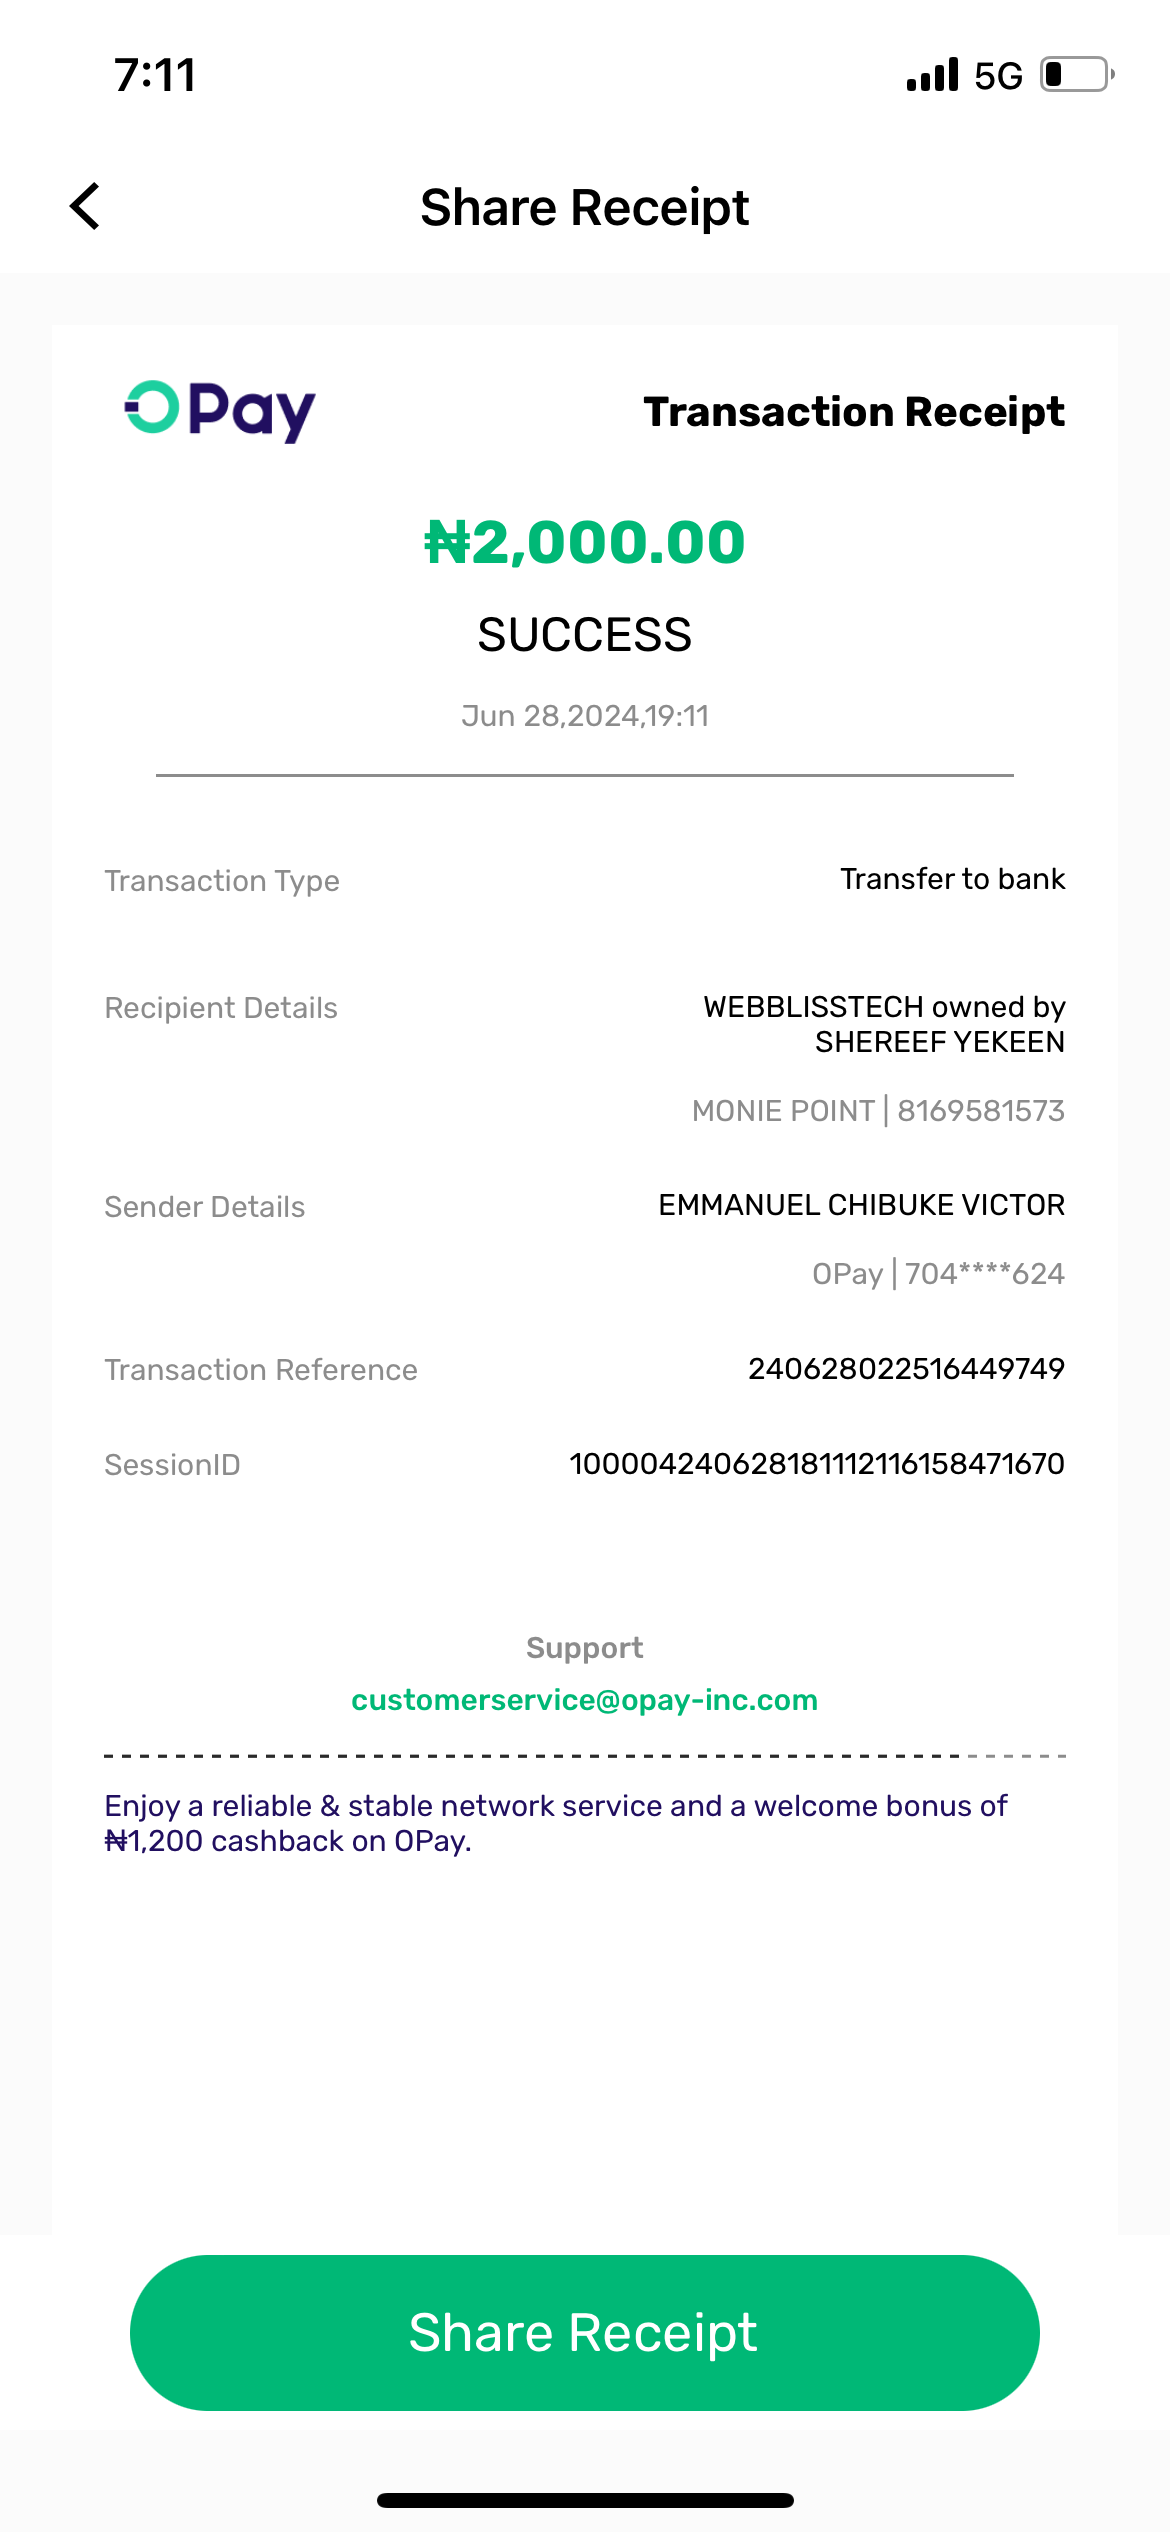 7:11
5G
Share Receipt
OPay
Transaction Receipt
₦2,000.00
SUCCESS
Jun 28,2024,19:11
Transaction Type
Transfer to bank
Recipient Details
WEBBLISSTECH owned by
SHEREEF YEKEEN
MONIE POINT | 8169581573
Sender Details
EMMANUEL CHIBUKE VICTOR
OPay | 704****624
Transaction Reference
240628022516449749
SessionID
100004240628181112116158471670
Support
customerservice@opay-inc.com
Enjoy a reliable & stable network service and a welcome bonus of
₦1,200 cashback on OPay.
Share Receipt